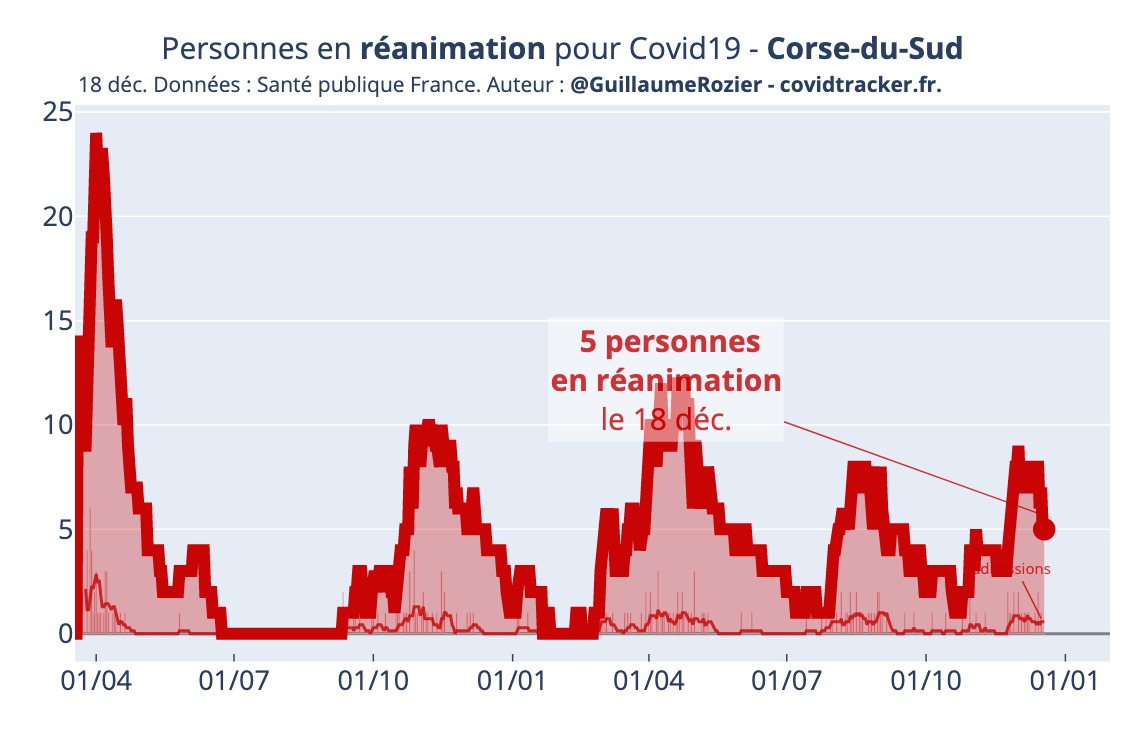 Personnes en réanimation pour Covid19 - Corse-du-Sud
18 déc. Données : Santé publique France. Auteur : @GuillaumeRozier - covidtracker.fr.
25
20
15
10
5
0
5 personnes
en réanimation
le 18 déc.
admissions
01/04 01/07 01/10 01/01 01/04 01/07 01/10 01/01